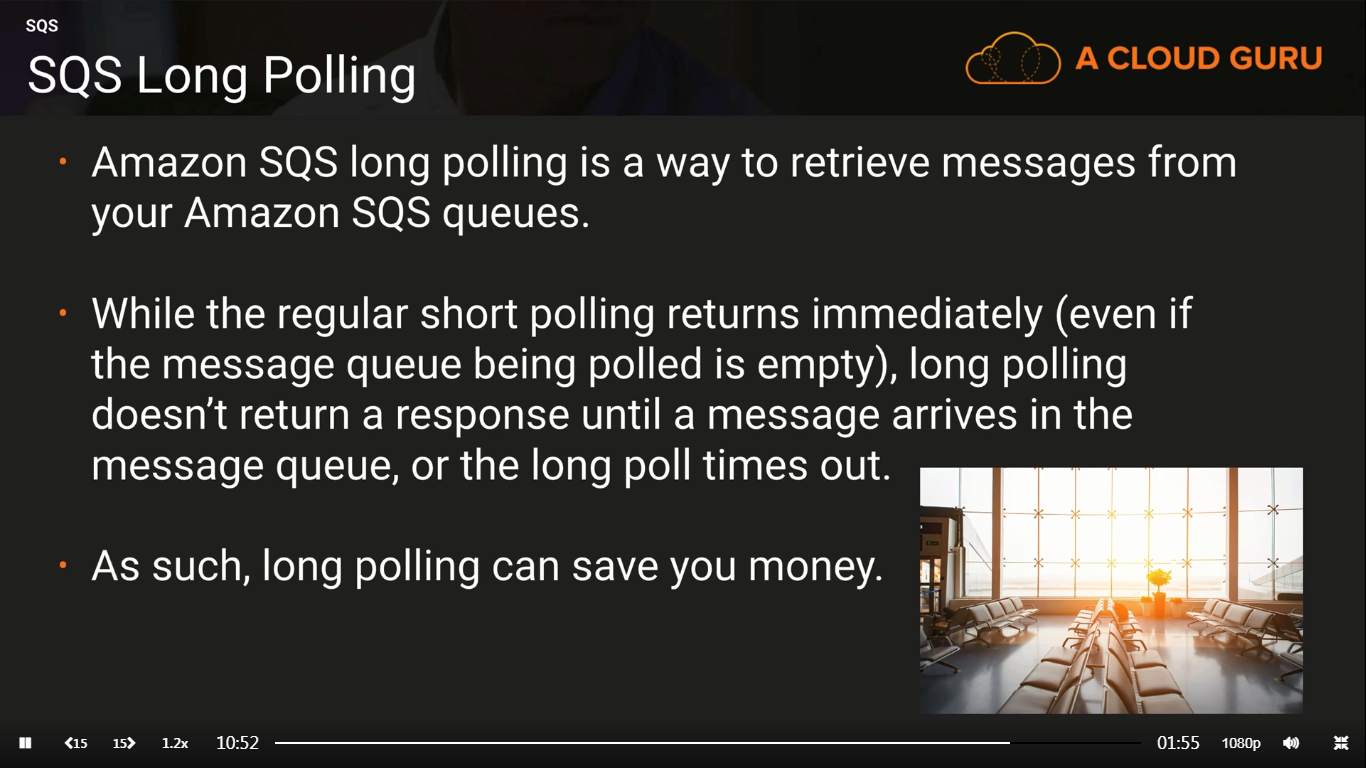 SQS
SQS Long Polling
A CLOUD GURU
• Amazon SQS long polling is a way to retrieve messages from
your Amazon SQS queues.
• While the regular short polling returns immediately (even if
the message queue being polled is empty), long polling
doesn’t return a response until a message arrives in the
message queue, or the long poll times out.
• As such, long polling can save you money.
15 15 1.2x 10:52 01:55 1080p